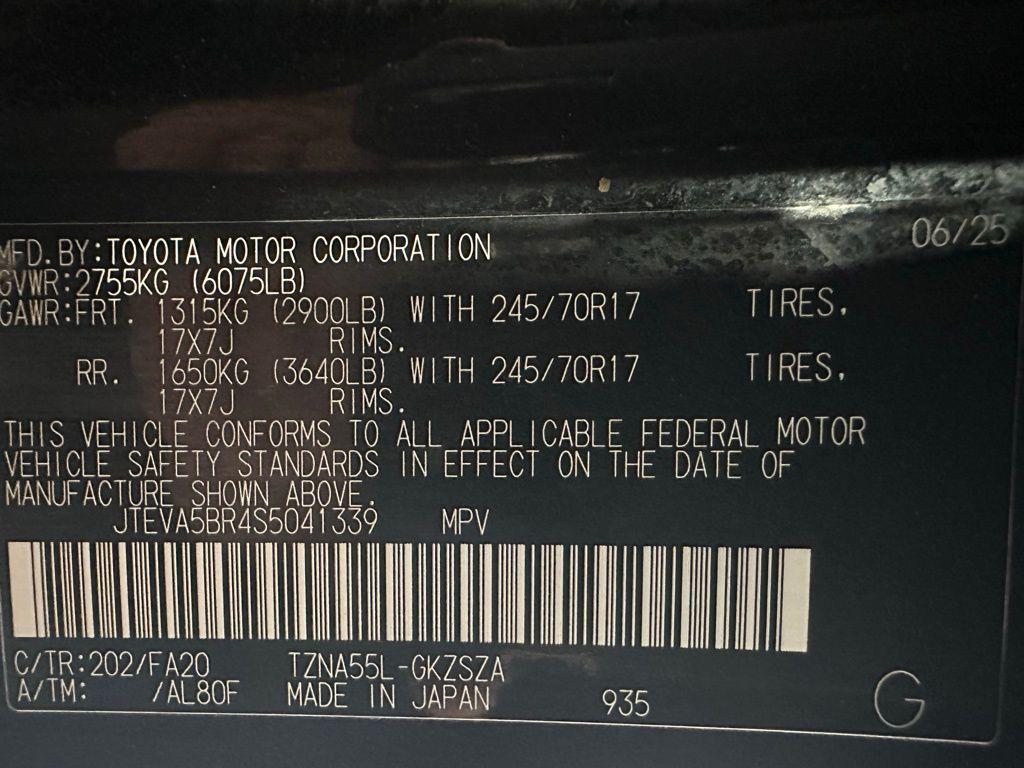 06/25
MFD.BY:TOYOTA MOTOR CORPORATION
GVWR:2755KG (6075LB)
GAWR:FRT. 1315KG (2900LB) WITH 245/70R17 TIRES.
17X7J RIMS.
RR. 1650KG (3640LB) WITH 245/70R17 TIRES.
17X7J RIMS.
THIS VEHICLE CONFORMS TO ALL APPLICABLE FEDERAL MOTOR
VEHICLE SAFETY STANDARDS IN EFFECT ON THE DATE OF
MANUFACTURE SHOWN ABOVE.
JTEVA5BR4S5041339 MPV
C/TR:202/FA20 TZNA55L-GKZSZA
A/TM: /AL80F MADE IN JAPAN 935
G